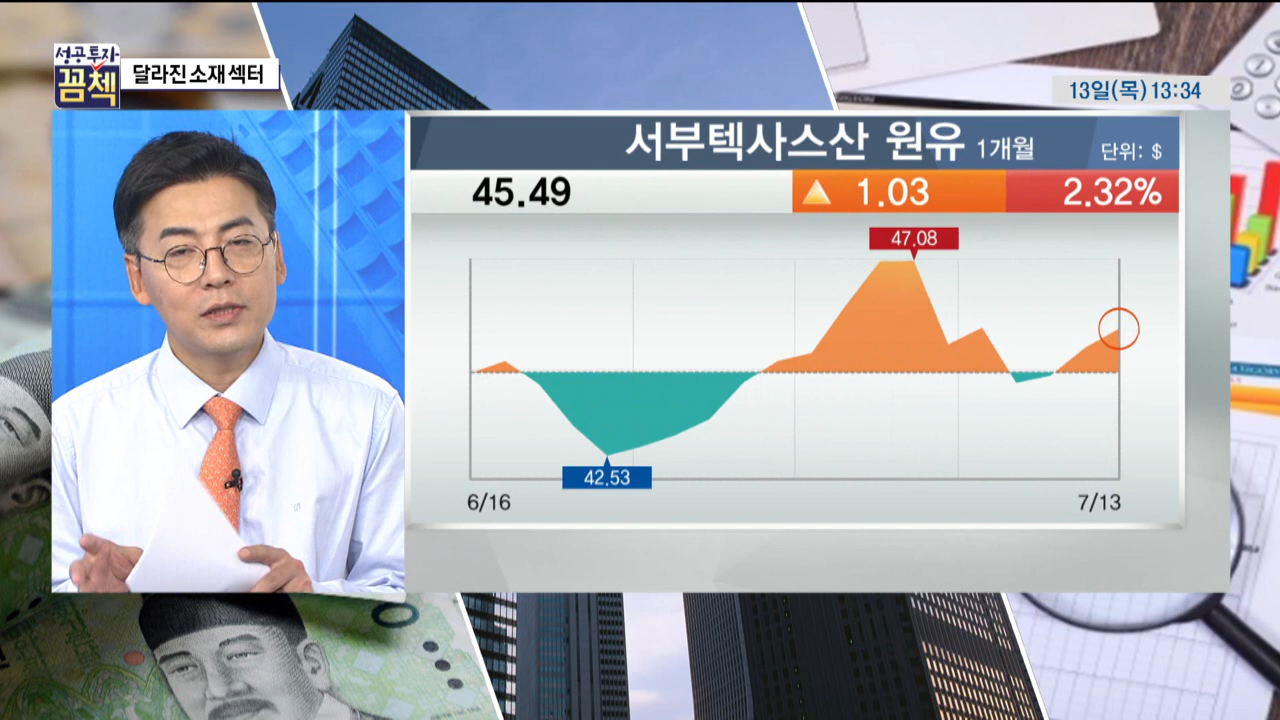 성공투자
꼼첵
달라진 소재 섹터
13일(목) 13:34
서부텍사스산 원유 1개월
단위: $
45.49
▲ 1.03
2.32%
47.08
42.53
6/16
7/13